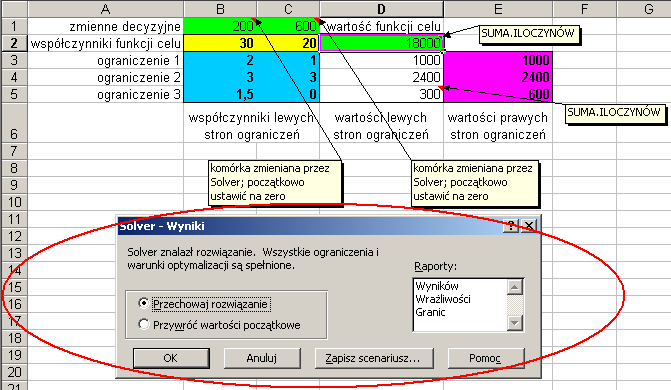 A B C D E F G
1 zmienne decyzyjne 200 600 wartość funkcji celu
SUMA.ILOCZYNÓW
2 współczynniki funkcji celu 30 20 18000
3 ograniczenie 1 2 1 1000 1000
4 ograniczenie 2 3 3 2400 2400
5 ograniczenie 3 1,5 0 300 600
SUMA.ILOCZYNÓW
6 współczynniki lewych wartości lewych wartości prawych
stron ograniczeń stron ograniczeń stron ograniczeń
7
8 komórka zmieniana przez komórka zmieniana przez
9 Solver; początkowo Solver; początkowo
10 ustawić na zero ustawić na zero
11
12 Solver - Wyniki
13 Solver znalazł rozwiązanie. Wszystkie ograniczenia i
14 warunki optymalizacji są spełnione. Raporty:
15 Wyników
16 Przechowaj rozwiązanie Wrażliwości
17 Przywróć wartości początkowe Granic
18
19 OK Anuluj Zapisz scenariusz... Pomoc
20
21